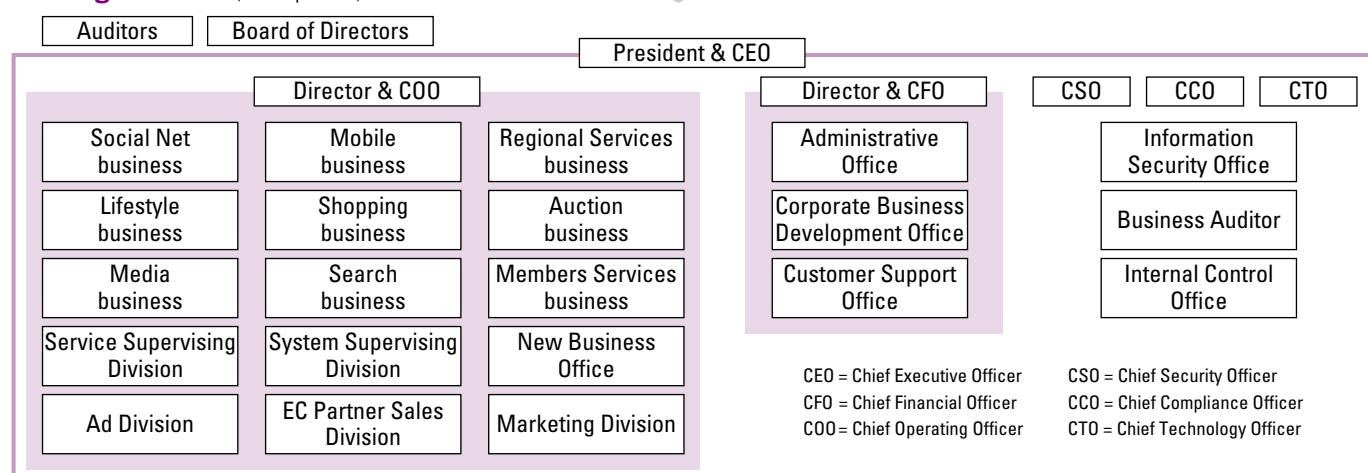 Auditors
Board of Directors
President & CEO
Director & COO
Social Net
business
Mobile
business
Regional Services
business
Lifestyle
business
Shopping
business
Auction
business
Media
business
Search
business
Members Services
business
Service Supervising
Division
System Supervising
Division
New Business
Office
Ad Division
EC Partner Sales
Division
Marketing Division
Director & CFO
Administrative
Office
Corporate Business
Development Office
Customer Support
Office
CSO
CCO
CTO
Information
Security Office
Business Auditor
Internal Control
Office
CEO = Chief Executive Officer
CFO = Chief Financial Officer
COO = Chief Operating Officer
CSO = Chief Security Officer
CCO = Chief Compliance Officer
CTO = Chief Technology Officer